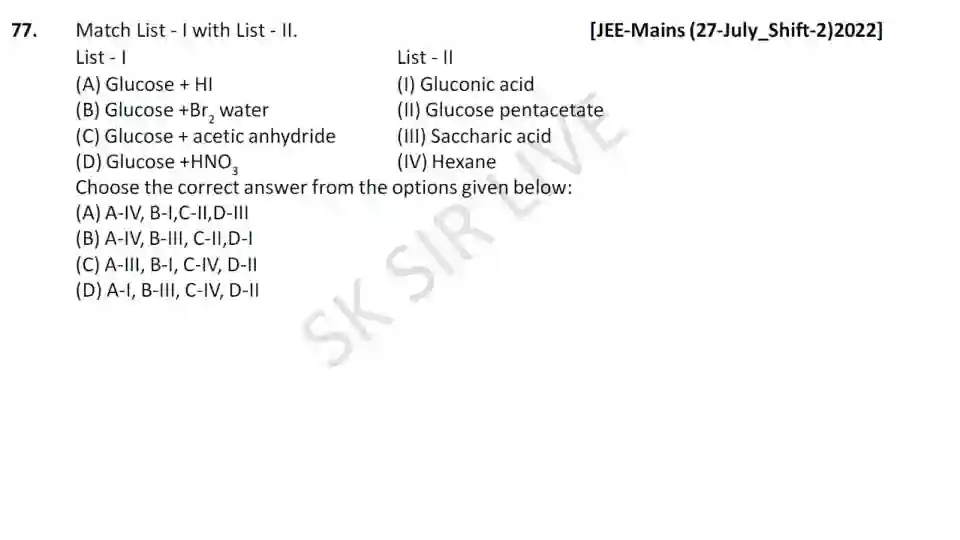 77. Match List - I with List - II. [JEE-Mains (27-July_Shift-2)2022]
List - I List - II
(A) Glucose + HI (I) Gluconic acid
(B) Glucose +Br₂ water (II) Glucose pentacetate
(C) Glucose + acetic anhydride (III) Saccharic acid
(D) Glucose +HNO₃ (IV) Hexane
Choose the correct answer from the options given below:
(A) A-IV, B-I,C-II,D-III
(B) A-IV, B-III, C-II,D-I
(C) A-III, B-I, C-IV, D-II
(D) A-I, B-III, C-IV, D-II
SK SIR LIVE